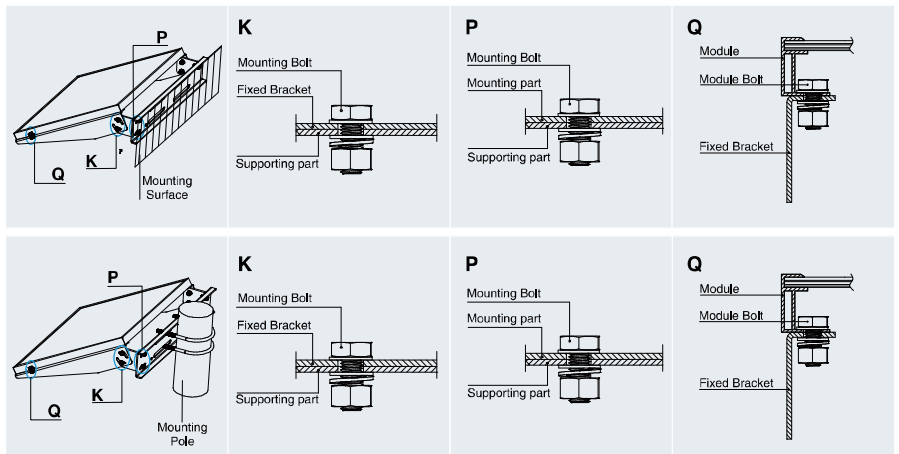 P
Q
K
P
Mounting
Surface
K
Mounting Bolt
Fixed Bracket
Supporting part
P
Mounting Bolt
Mounting part
Supporting part
Q
Module
Module Bolt
Fixed Bracket
P
Q
K
Mounting
Pole
K
Mounting Bolt
Fixed Bracket
Supporting part
P
Mounting Bolt
Mounting part
Supporting part
Q
Module
Module Bolt
Fixed Bracket